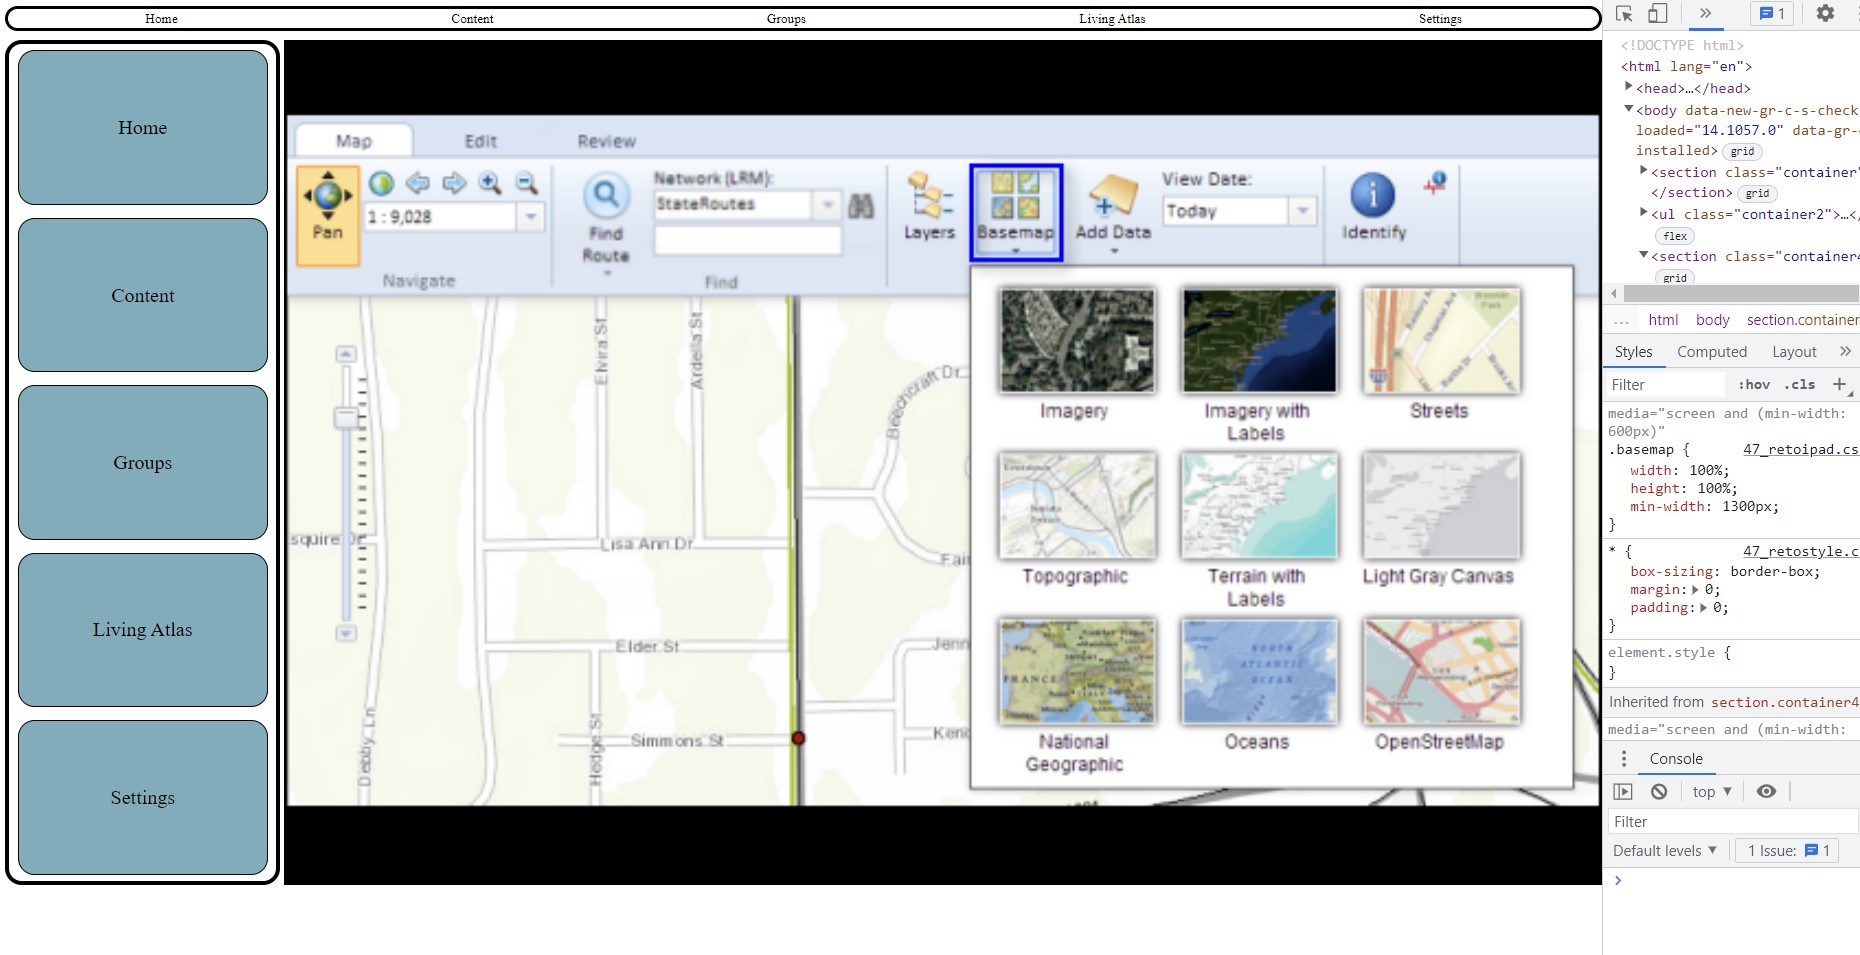 Home
Content
Groups
Living Atlas
Settings
Home
Content
Groups
Living Atlas
Settings
Map
Edit
Review
Pan
1 : 9,028
Navigate
Find
Route
Network (LRM):
StateRoutes
Find
Layers
Basemap
Add Data
View Date:
Today
Identify
Imagery
Imagery with
Labels
Streets
Topographic
Terrain with
Labels
Light Gray Canvas
National
Geographic
Oceans
OpenStreetMap
FRANCE
NORTH
ATLANTIC
OCEAN
Elvira St
Ardella St
Beechcraft Dr
squire Dr
Lisa Ann Dr
Fair
Elder St
Jenn
Debby Ln
Hodge St
Simmons St
Kend
1
<!DOCTYPE html>
<html lang="en">
<head>…</head>
<body data-new-gr-c-s-check
loaded="14.1057.0" data-gr-
installed> grid
<section class="container"
</section> grid
<ul class="container2">…</
flex
<section class="container4
grid
... html body section.container
Styles Computed Layout »
Filter :hov .cls +
media="screen and (min-width:
600px)"
.basemap { 47_retoipad.cs
width: 100%;
height: 100%;
min-width: 1300px;
}
* { 47_retostyle.c
box-sizing: border-box;
margin: 0;
padding: 0;
}
element.style {
}
Inherited from section.container4
media="screen and (min-width:
Console
top
Filter
Default levels 1 Issue: 1